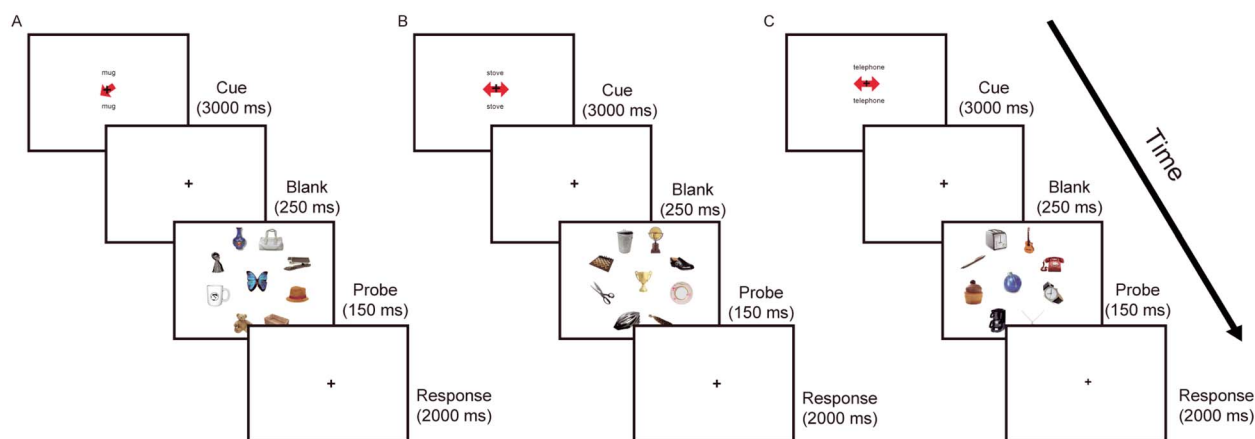 A
mug
mug
Cue
(3000 ms)
Blank
(250 ms)
Probe
(150 ms)
Response
(2000 ms)
B
stove
stove
Cue
(3000 ms)
Blank
(250 ms)
Probe
(150 ms)
Response
(2000 ms)
C
telephone
telephone
Cue
(3000 ms)
Blank
(250 ms)
Probe
(150 ms)
Response
(2000 ms)
Time